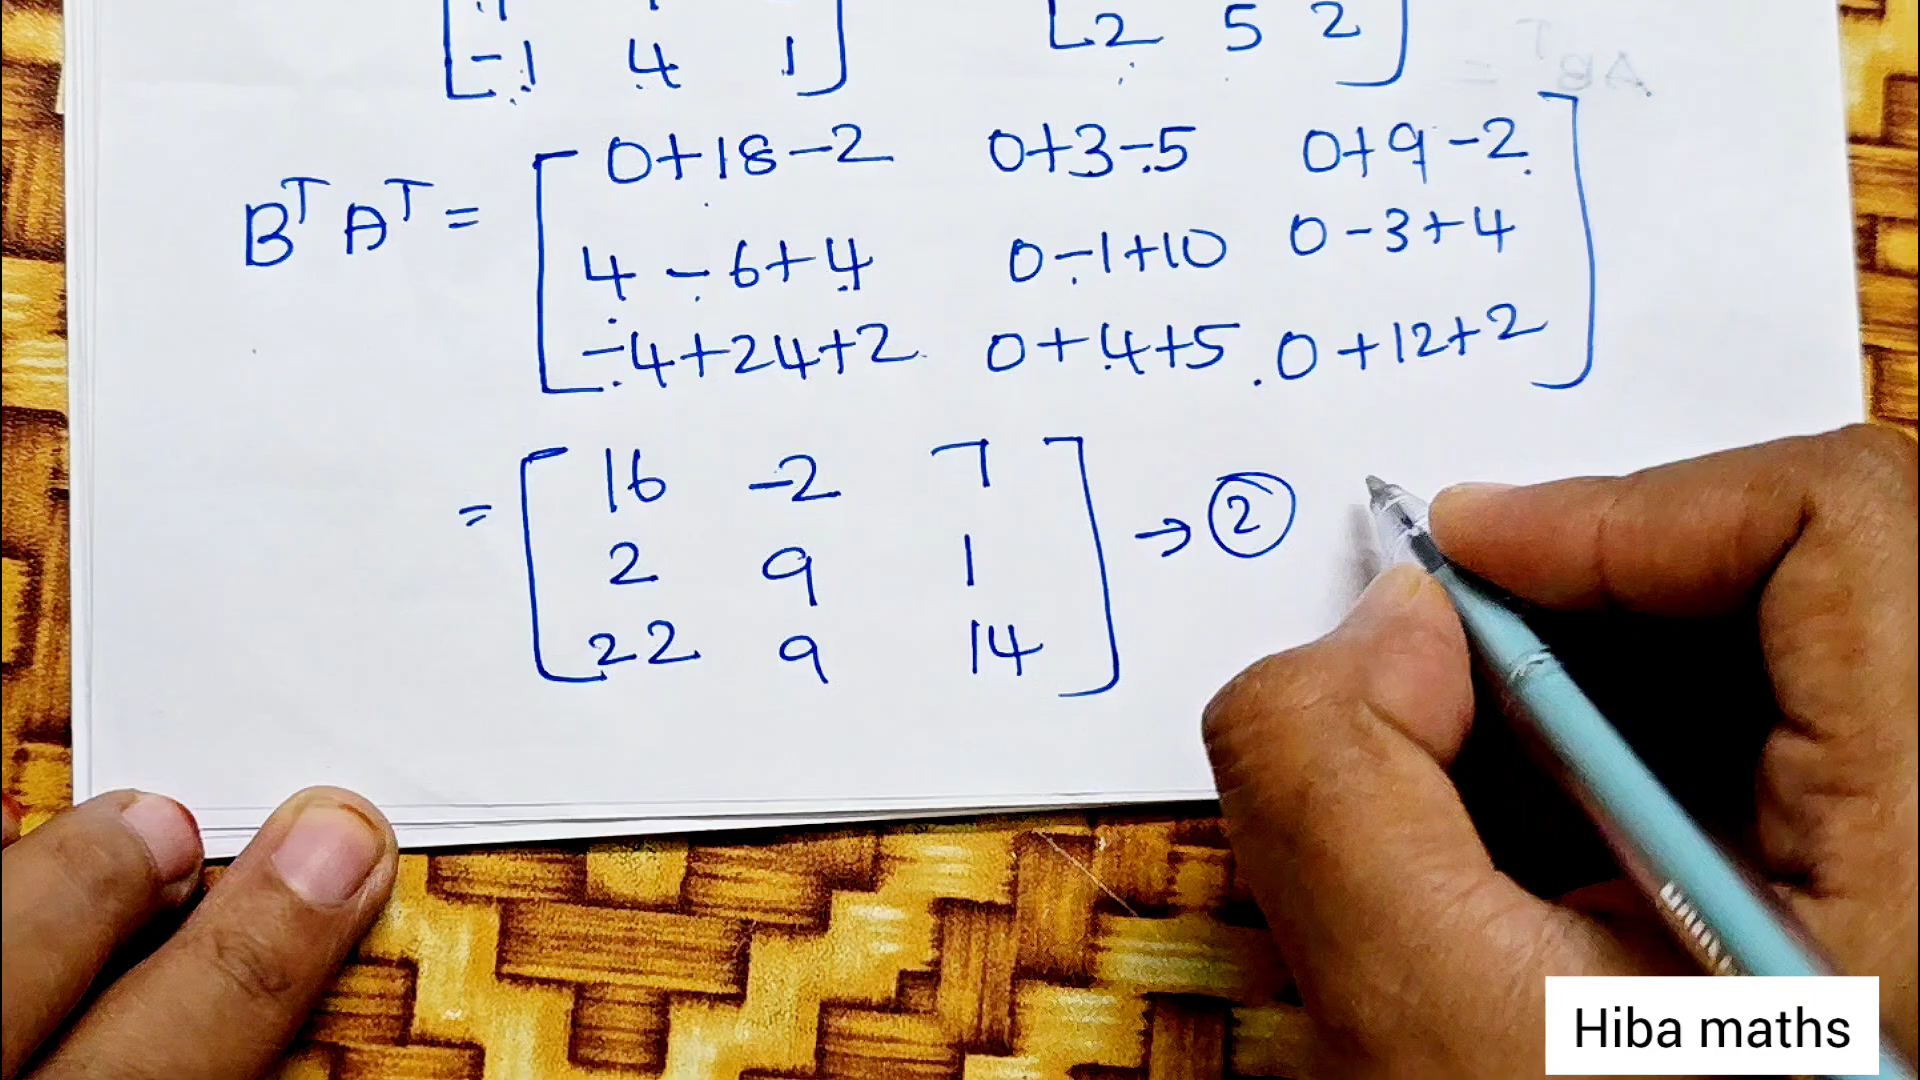 -1 4 1
2 5 2
BᵀAᵀ = [ 0+18-2 0+3-5 0+9-2
4-6+4 0-1+10 0-3+4
-4+24+2 0+4+5 0+12+2 ]
= [ 16 -2 7
2 9 1
22 9 14 ] → ②
Hiba maths